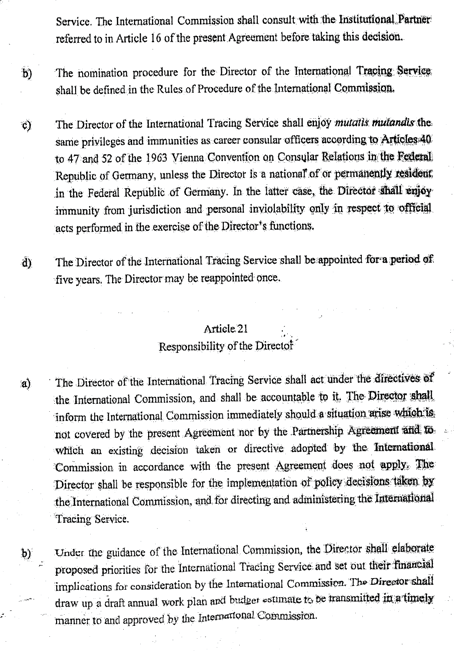 Service. The International Commission shall consult with the Institutional Partner
referred to in Article 16 of the present Agreement before taking this decision.
b) The nomination procedure for the Director of the International Tracing Service
shall be defined in the Rules of Procedure of the International Commission.
c) The Director of the International Tracing Service shall enjoy mutatis mutandis the
same privileges and immunities as career consular officers according to Articles 40
to 47 and 52 of the 1963 Vienna Convention on Consular Relations in the Federal
Republic of Germany, unless the Director is a national of or permanently resident
in the Federal Republic of Germany. In the latter case, the Director shall enjoy
immunity from jurisdiction and personal inviolability only in respect to official
acts performed in the exercise of the Director's functions.
d) The Director of the International Tracing Service shall be appointed for a period of
five years. The Director may be reappointed once.
Article 21
Responsibility of the Director
a) The Director of the International Tracing Service shall act under the directives of
the International Commission, and shall be accountable to it. The Director shall
inform the International Commission immediately should a situation arise which is
not covered by the present Agreement nor by the Partnership Agreement and to
which an existing decision taken or directive adopted by the International
Commission in accordance with the present Agreement does not apply. The
Director shall be responsible for the implementation of policy decisions taken by
the International Commission, and for directing and administering the International
Tracing Service.
b) Under the guidance of the International Commission, the Director shall elaborate
proposed priorities for the International Tracing Service and set out their financial
implications for consideration by the International Commission. The Director shall
draw up a draft annual work plan and budget estimate to be transmitted in a timely
manner to and approved by the International Commission.